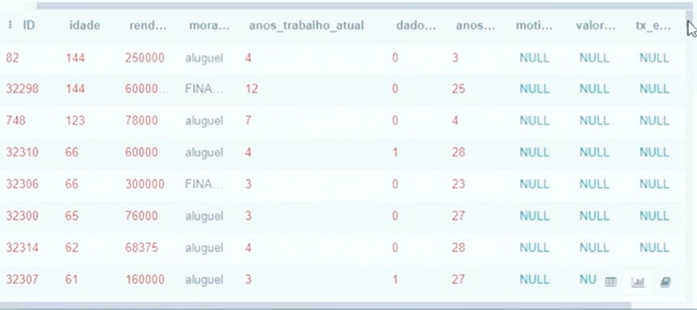 ID idade rend... mora... anos_trabalho_atual dado... anos... moti... valor... tx_e...
82 144 250000 aluguel 4 0 3 NULL NULL NULL
32298 144 60000... FINA... 12 0 25 NULL NULL NULL
748 123 78000 aluguel 7 0 4 NULL NULL NULL
32310 66 60000 aluguel 4 1 28 NULL NULL NULL
32306 66 300000 FINA... 3 0 23 NULL NULL NULL
32300 65 76000 aluguel 3 0 27 NULL NULL NULL
32314 62 68375 aluguel 4 0 28 NULL NULL NULL
32307 61 160000 aluguel 3 1 27 NULL NU